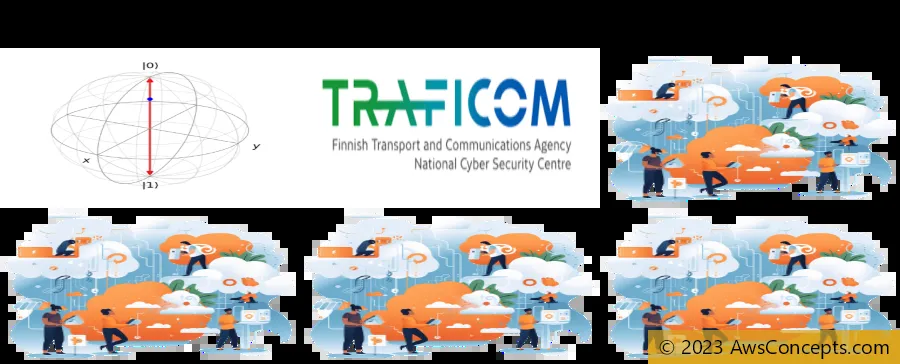 |0⟩
x
y
|1⟩
TRAFICOM
Finnish Transport and Communications Agency
National Cyber Security Centre
© 2023 AwsConcepts.com